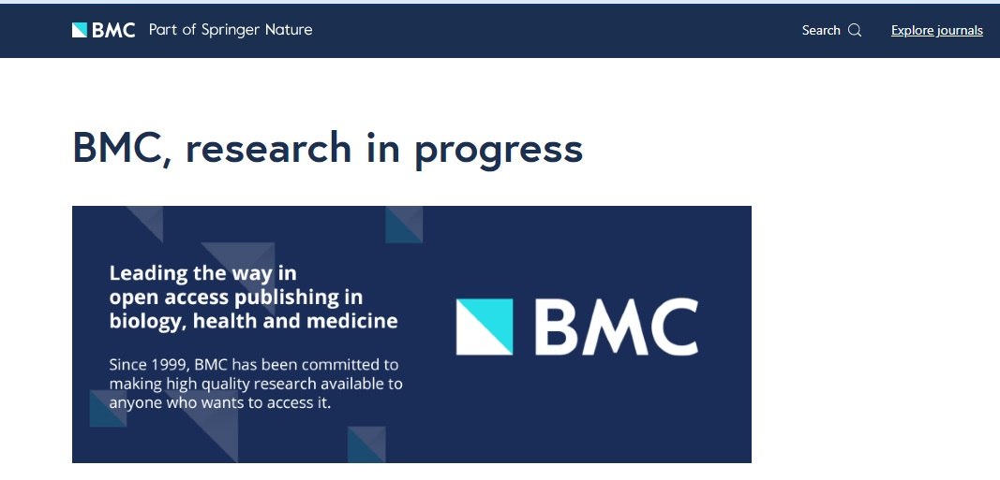 BMC Part of Springer Nature
Search
Explore journals
BMC, research in progress
Leading the way in
open access publishing in
biology, health and medicine
Since 1999, BMC has been committed to
making high quality research available to
anyone who wants to access it.
BMC